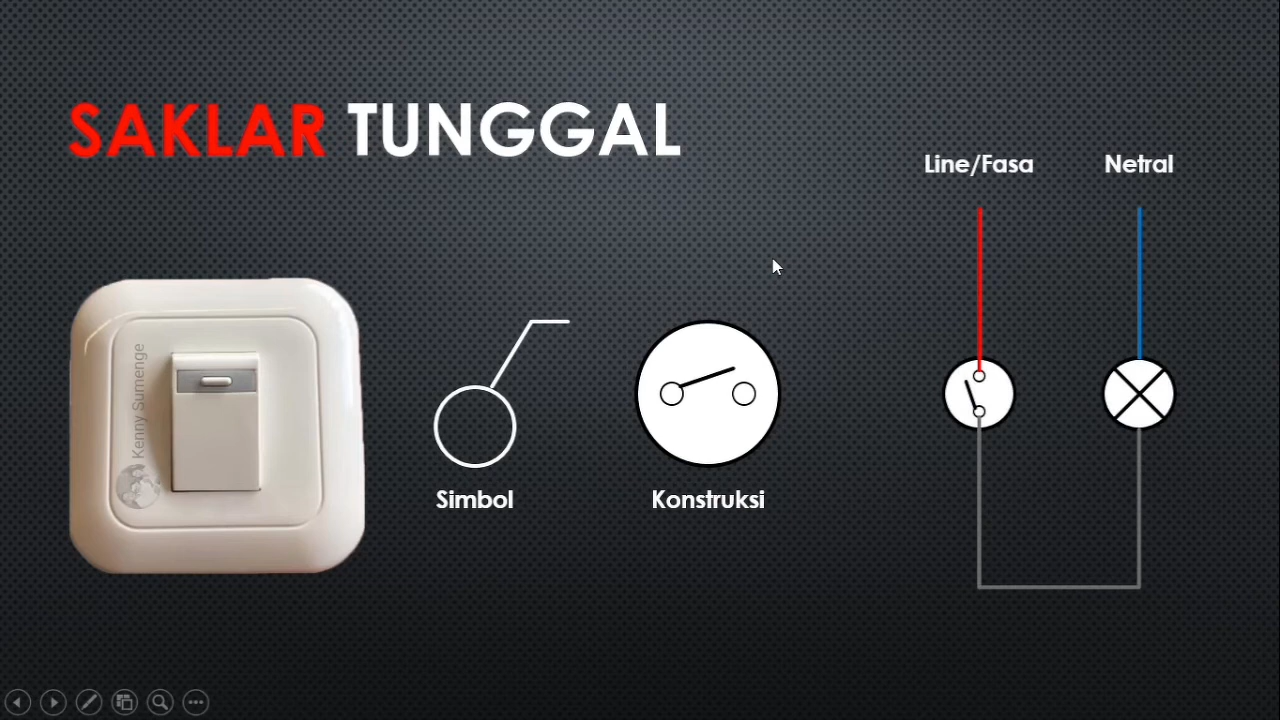 SAKLAR TUNGGAL
Line/Fasa
Netral
Kenny Sumenge
Simbol
Konstruksi